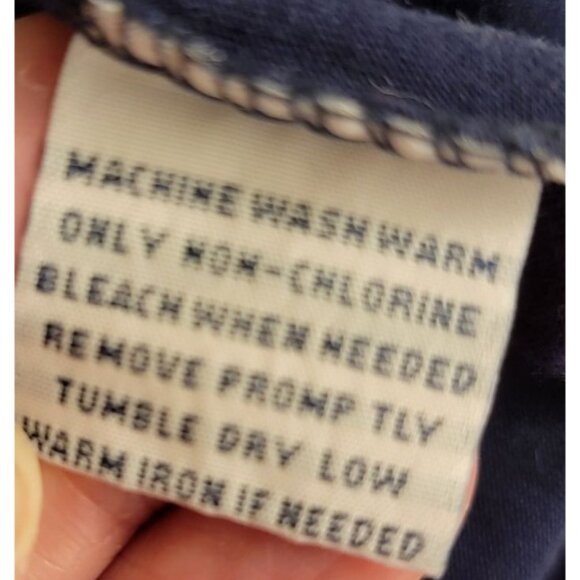 MACHINE WASH WARM
ONLY NON-CHLORINE
BLEACH WHEN NEEDED
REMOVE PROMP TLY
TUMBLE DRY LOW
WARM IRON IF NEEDED